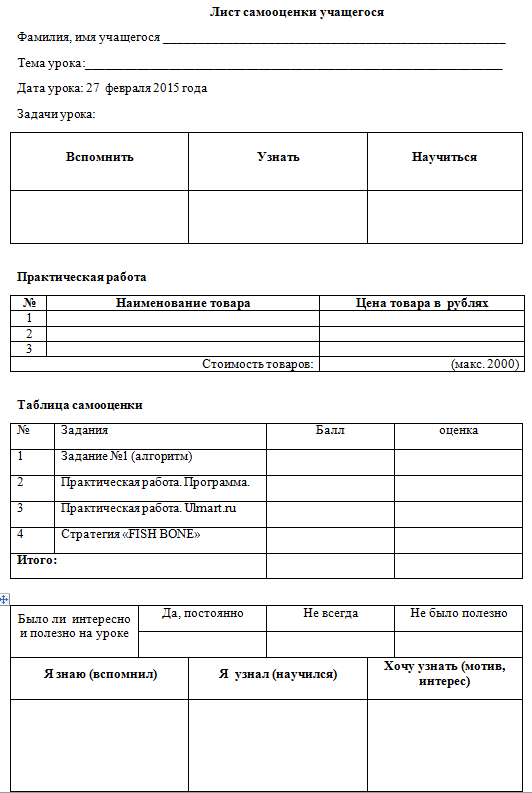 Лист самооценки учащегося
Фамилия, имя учащегося ____________________________________________________
Тема урока:________________________________________________________________
Дата урока: 27 февраля 2015 года
Задачи урока:
Вспомнить Узнать Научиться
Практическая работа
№ Наименование товара Цена товара в рублях
1
2
3
Стоимость товаров: (макс. 2000)
Таблица самооценки
№ Задания Балл оценка
1 Задание №1 (алгоритм)
2 Практическая работа. Программа.
3 Практическая работа. Ulmart.ru
4 Стратегия «FISH BONE»
Итого:
Было ли интересно
и полезно на уроке
Да, постоянно Не всегда Не было полезно
Я знаю (вспомнил) Я узнал (научился) Хочу узнать (мотив,
интерес)